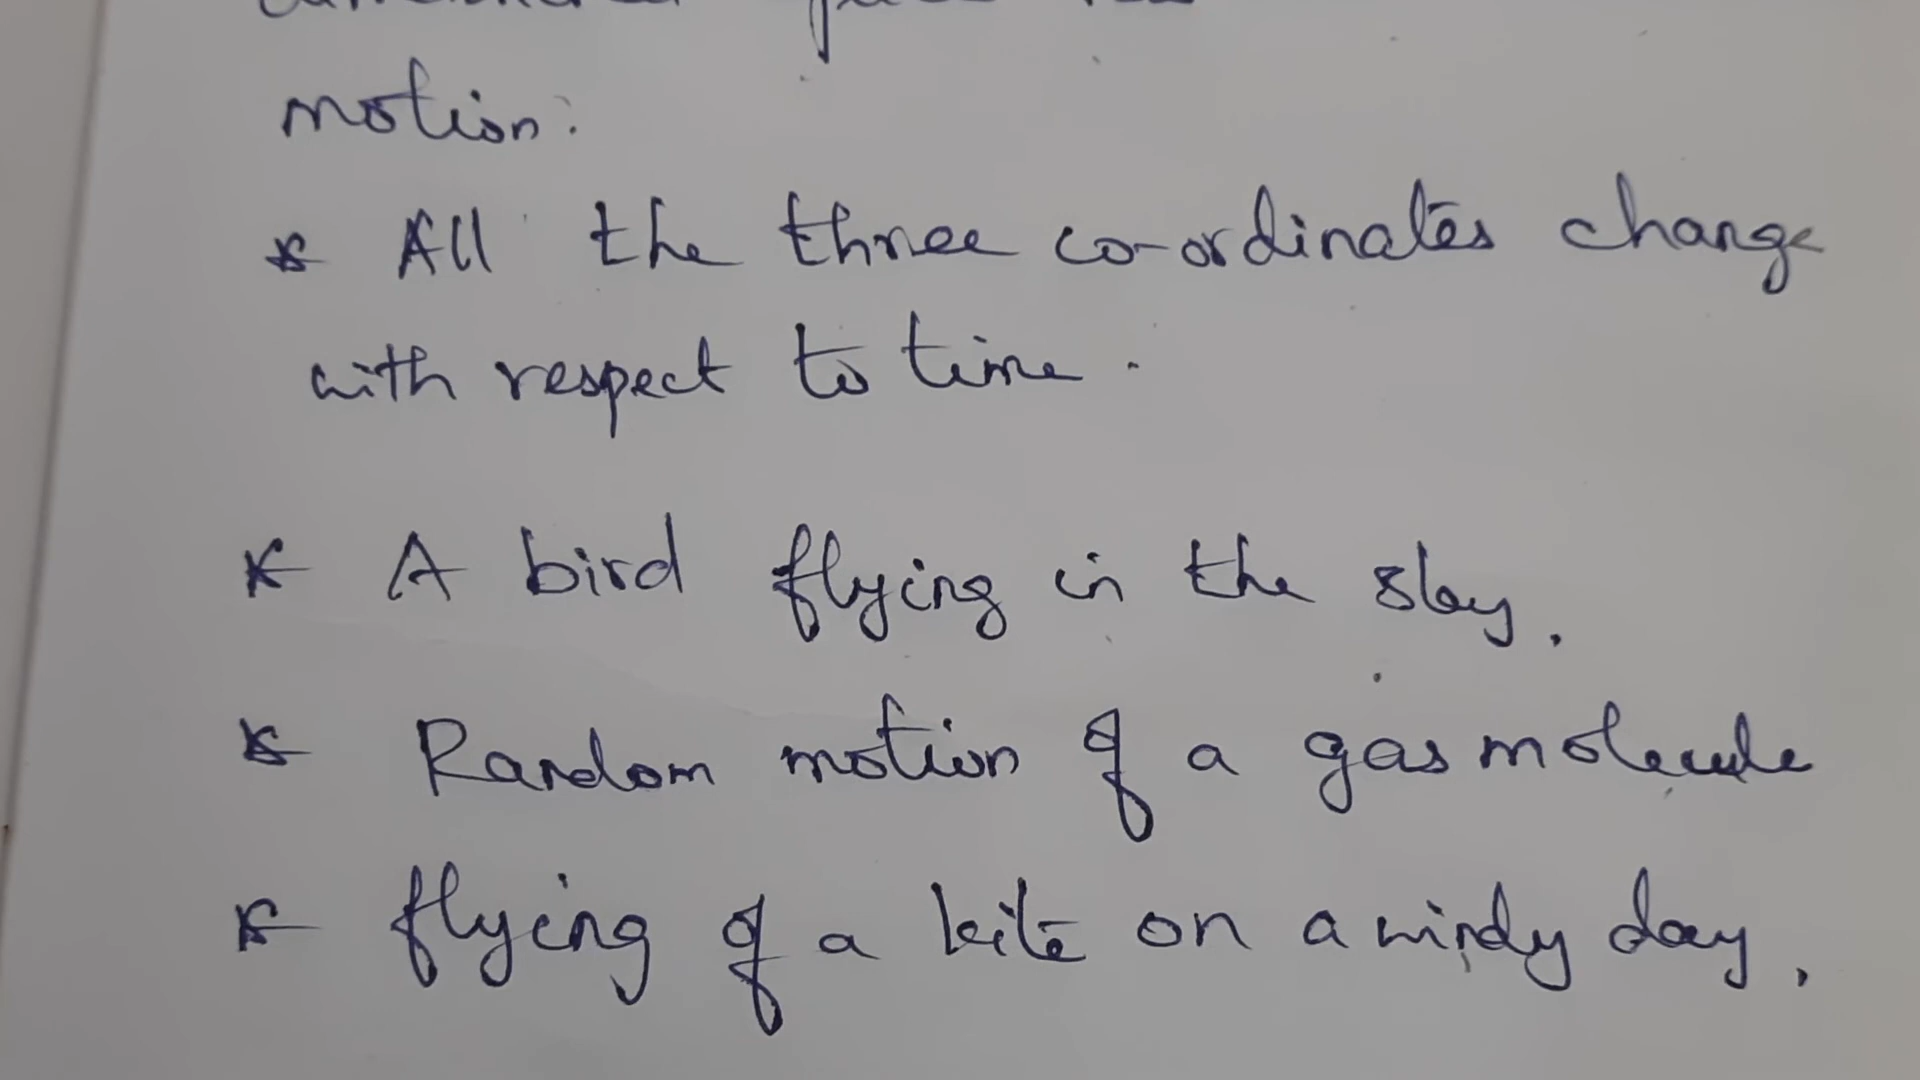 motion:
* All the three co-ordinates change
with respect to time.
* A bird flying in the sky.
* Random motion of a gas molecule
* flying of a kite on a windy day,